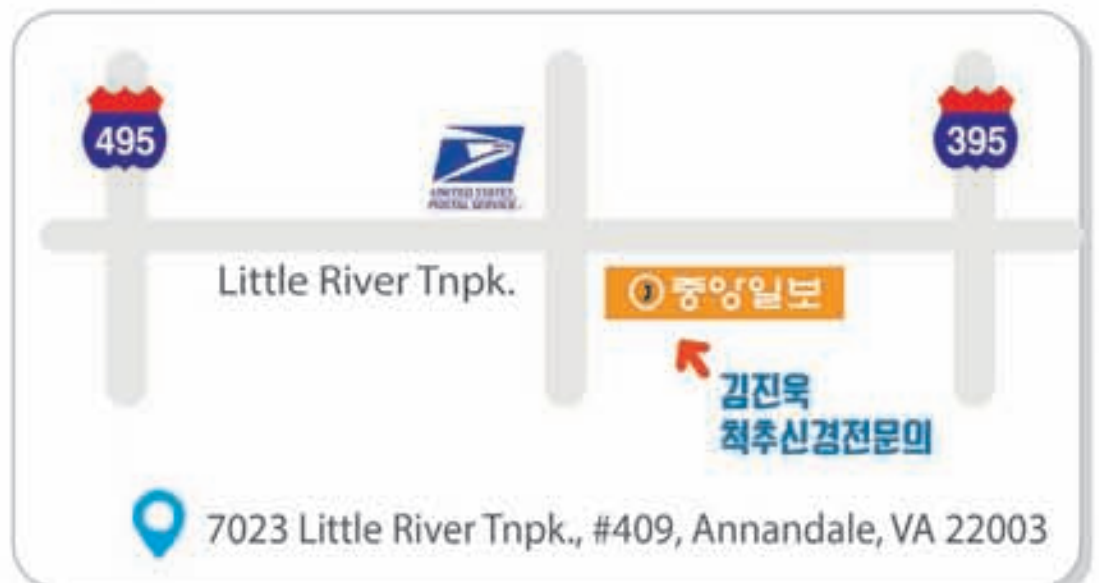 495
395
UNITED STATES
POSTAL SERVICE
Little River Tnpk.
중앙일보
김진욱
척추신경전문의
7023 Little River Tnpk., #409, Annandale, VA 22003